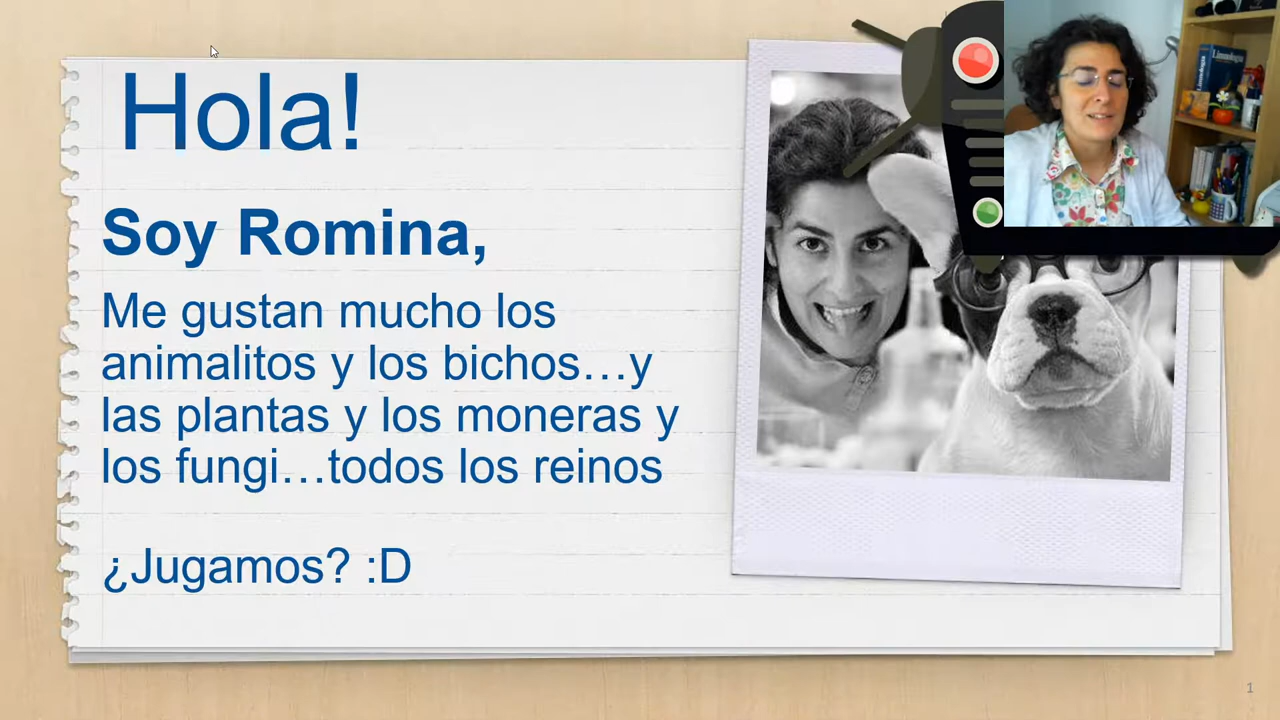 Hola!
Soy Romina,
Me gustan mucho los
animalitos y los bichos…y
las plantas y los moneras y
los fungi…todos los reinos
¿Jugamos? :D
Limnología
1